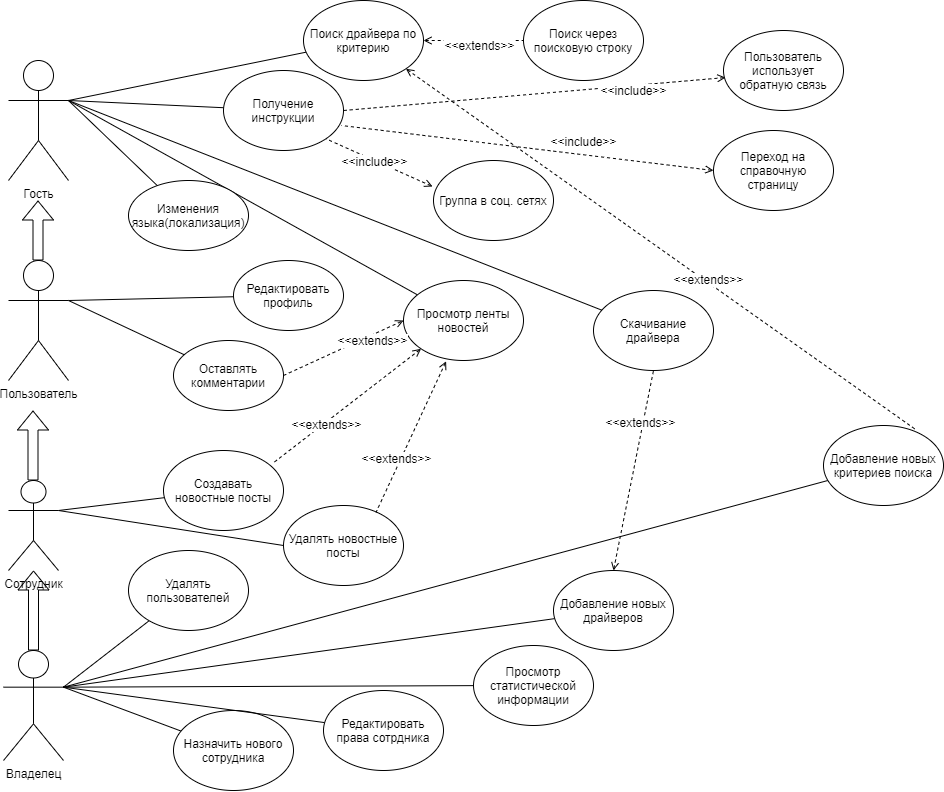 Поиск драйвера по
критерию
<<extends>>
Поиск через
поисковую строку
Пользователь
использует
обратную связь
<<include>>
Получение
инструкции
<<include>>
Переход на
справочную
страницу
<<include>>
Группа в соц. сетях
Гость
Изменения
языка(локализация)
<<extends>>
Редактировать
профиль
Просмотр ленты
новостей
Скачивание
драйвера
<<extends>>
Оставлять
комментарии
Пользователь
<<extends>>
<<extends>>
<<extends>>
Добавление новых
критериев поиска
Создавать
новостные посты
Удалять новостные
посты
Сотрудник
Удалять
пользователей
Добавление новых
драйверов
Просмотр
статистической
информации
Редактировать
права сотрдника
Назначить нового
сотрудника
Владелец